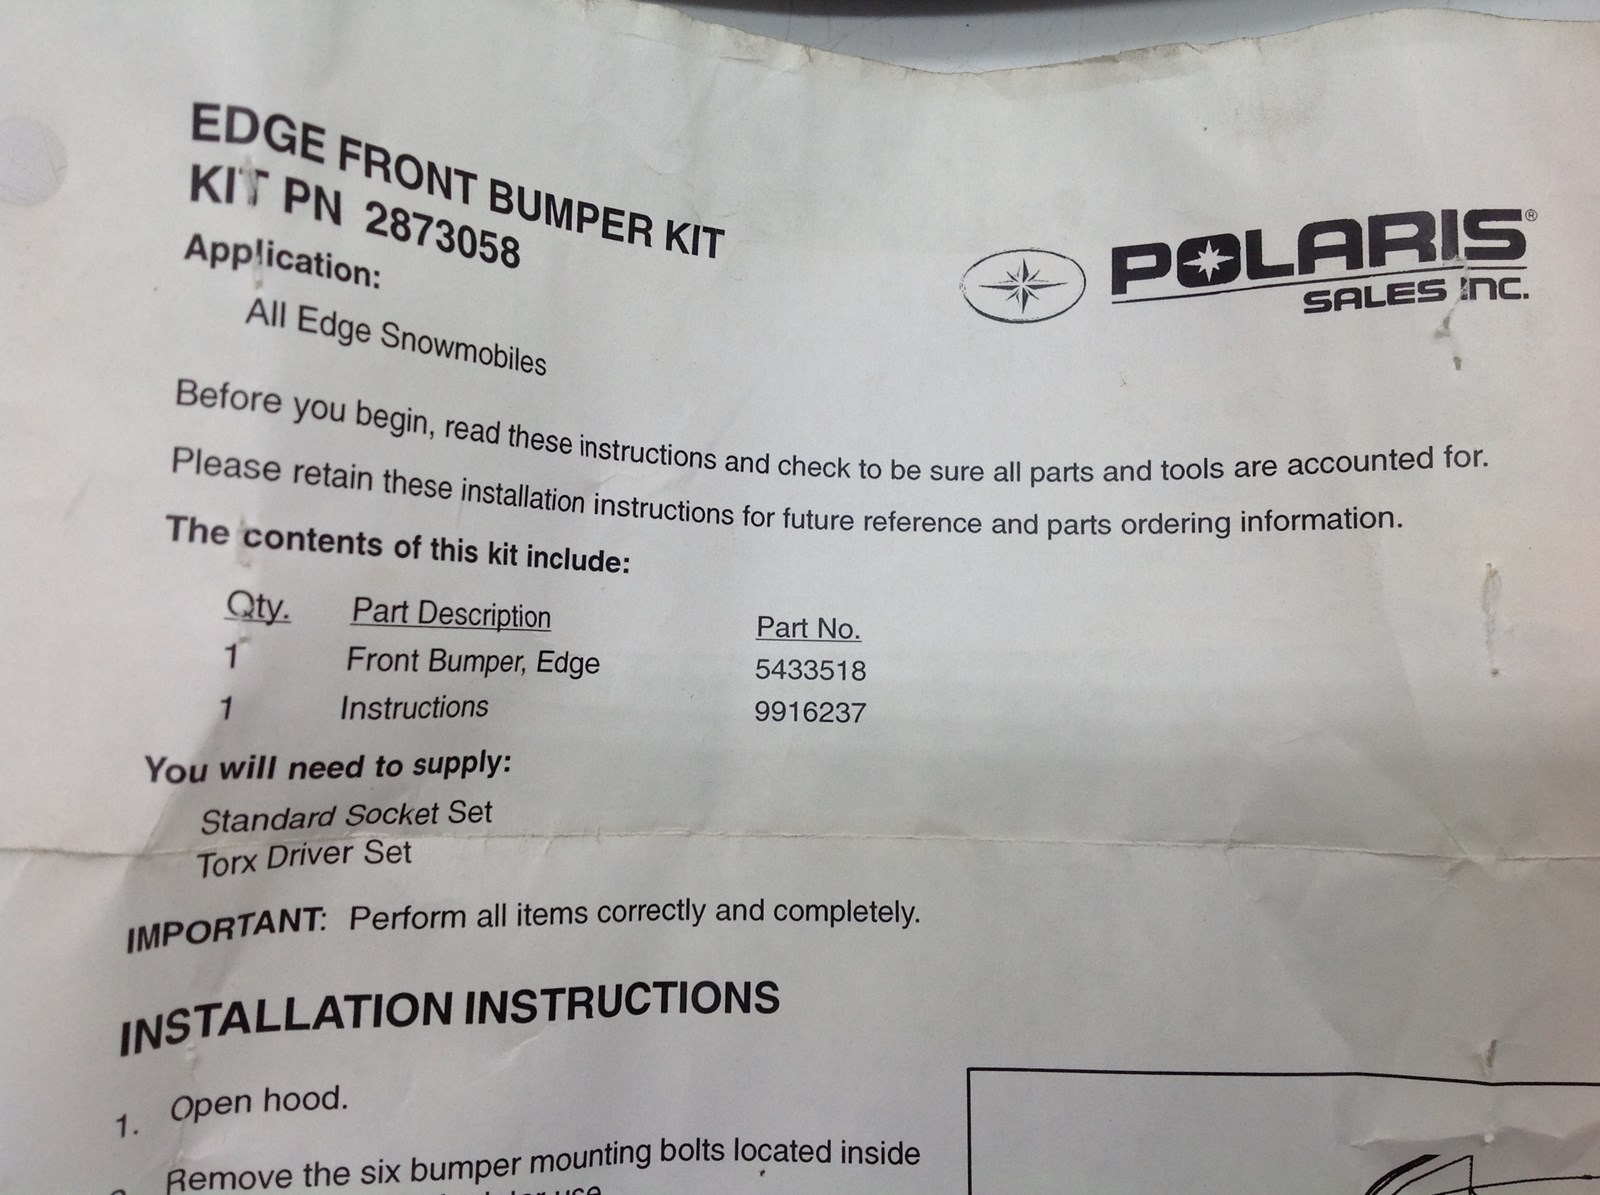 EDGE FRONT BUMPER KIT
KIT PN 2873058
POLARIS®
SALES INC.
Application:
All Edge Snowmobiles
Before you begin, read these instructions and check to be sure all parts and tools are accounted for.
Please retain these installation instructions for future reference and parts ordering information.
The contents of this kit include:
Qty. Part Description Part No.
1 Front Bumper, Edge 5433518
1 Instructions 9916237
You will need to supply:
Standard Socket Set
Torx Driver Set
IMPORTANT: Perform all items correctly and completely.
INSTALLATION INSTRUCTIONS
1. Open hood.
Remove the six bumper mounting bolts located inside
use